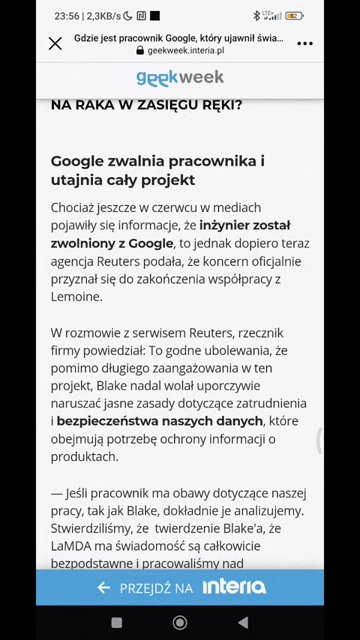 23:56 | 2,3KB/s
Gdzie jest pracownik Google, który ujawnił świa...
geekweek.interia.pl
geekweek
NA RAKA W ZASIĘGU RĘKI?
Google zwalnia pracownika i
utajnia cały projekt
Chociaż jeszcze w czerwcu w mediach
pojawiły się informacje, że inżynier został
zwolniony z Google, to jednak dopiero teraz
agencja Reuters podała, że koncern oficjalnie
przyznał się do zakończenia współpracy z
Lemoine.
W rozmowie z serwisem Reuters, rzecznik
firmy powiedział: To godne ubolewania, że
pomimo długiego zaangażowania w ten
projekt, Blake nadal wolał uporczywie
naruszać jasne zasady dotyczące zatrudnienia
i bezpieczeństwa naszych danych, które
obejmują potrzebę ochrony informacji o
produktach.
— Jeśli pracownik ma obawy dotyczące naszej
pracy, tak jak Blake, dokładnie je analizujemy.
Stwierdziliśmy, że twierdzenie Blake'a, że
LaMDA ma świadomość są całkowicie
bezpodstawne i pracowaliśmy nad
PRZEJDŹ NA interia